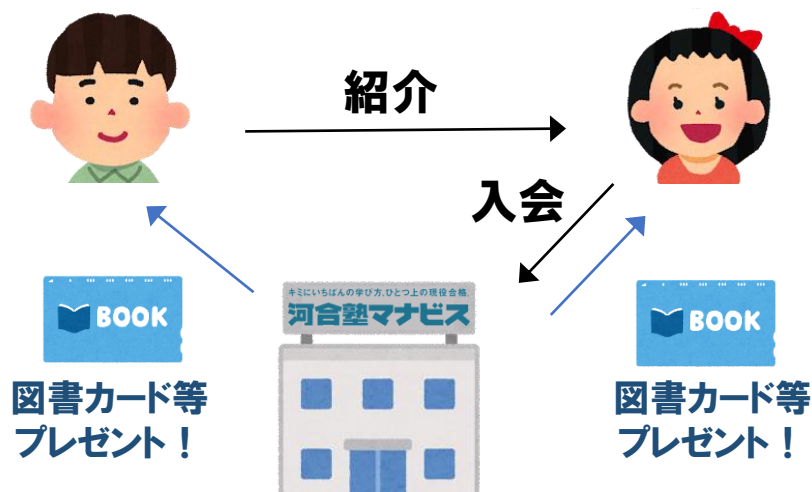 紹介
入会
キミにいちばんの学び方。ひとつ上の現役合格。
河合塾マナビス
BOOK
図書カード等
プレゼント！
BOOK
図書カード等
プレゼント！